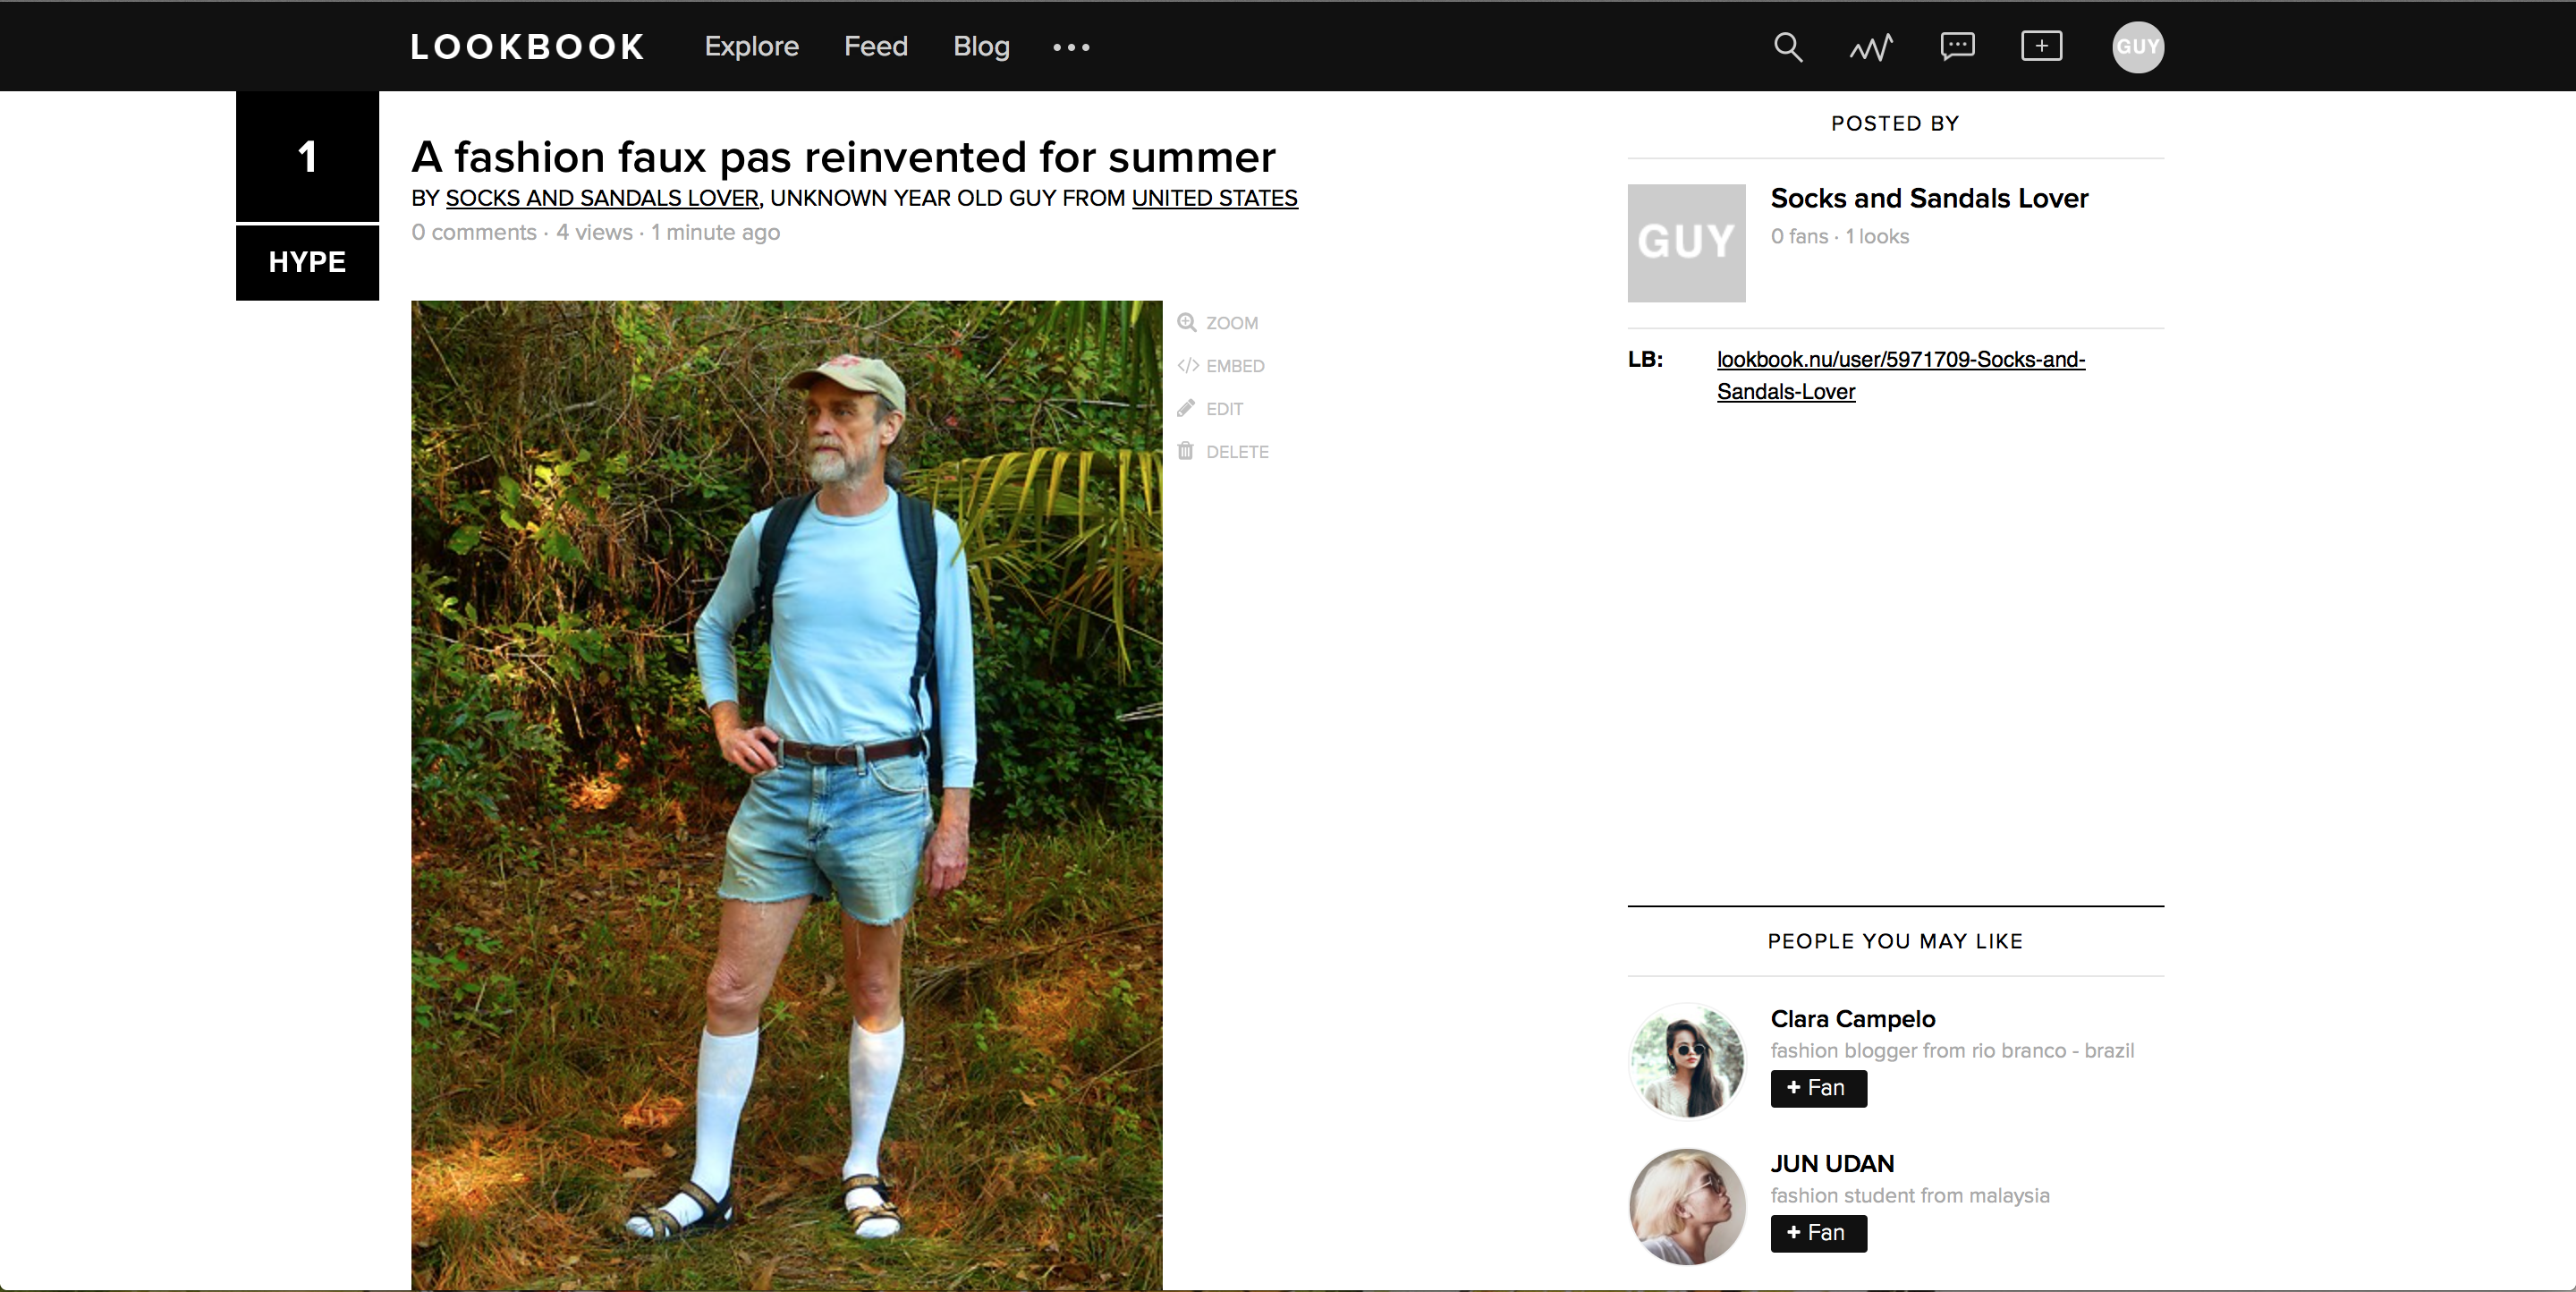 LOOKBOOK Explore Feed Blog •••
GUY
1
HYPE
A fashion faux pas reinvented for summer
BY SOCKS AND SANDALS LOVER, UNKNOWN YEAR OLD GUY FROM UNITED STATES
0 comments · 4 views · 1 minute ago
ZOOM
</> EMBED
EDIT
DELETE
POSTED BY
GUY
Socks and Sandals Lover
0 fans · 1 looks
LB: lookbook.nu/user/5971709-Socks-and-
Sandals-Lover
PEOPLE YOU MAY LIKE
Clara Campelo
fashion blogger from rio branco - brazil
+ Fan
JUN UDAN
fashion student from malaysia
+ Fan